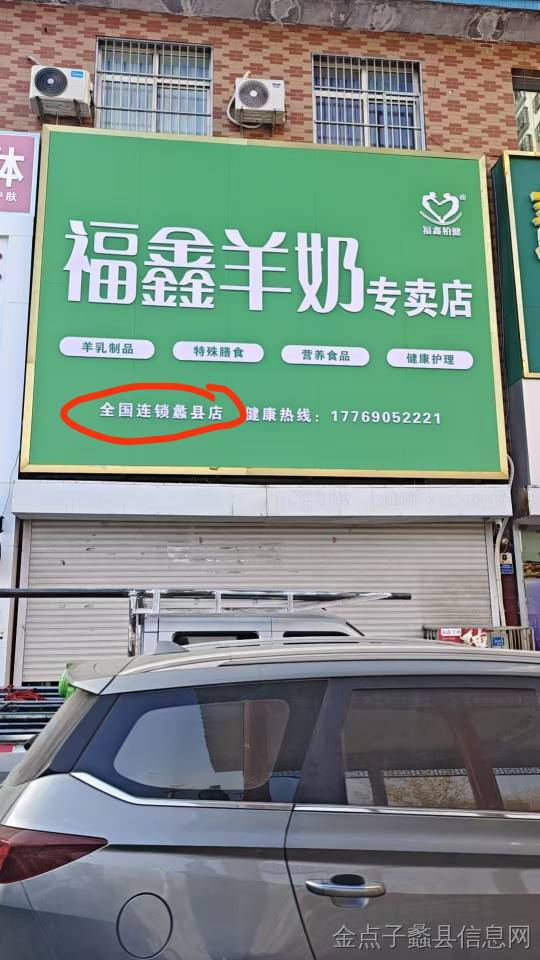 体
护肤
福鑫柏健
福鑫羊奶专卖店
羊乳制品 特殊膳食 营养食品 健康护理
全国连锁蠡县店 健康热线：17769052221
金点子蠡县信息网